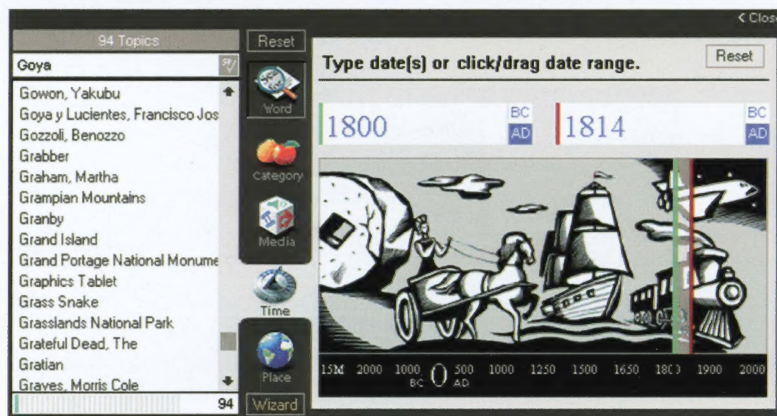 < Close
94 Topics
Reset
Goya
Gowon, Yakubu
Goya y Lucientes, Francisco Jos
Gozzoli, Benozzo
Grabber
Graham, Martha
Grampian Mountains
Granby
Grand Island
Grand Portage National Monume
Graphics Tablet
Grass Snake
Grasslands National Park
Grateful Dead, The
Gratian
Graves, Morris Cole
94
Word
Category
Media
Time
Place
Wizard
Type date(s) or click/drag date range.
Reset
1800 BC AD
1814 BC AD
15M 2000 1000 0 500 1000 1250 1500 1650 1800 1900 2000
BC AD